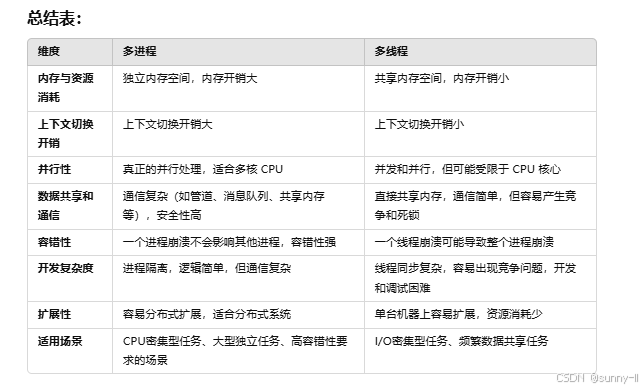 总结表：
维度 多进程 多线程
内存与资源 独立内存空间，内存开销大 共享内存空间，内存开销小
消耗
上下文切换 上下文切换开销大 上下文切换开销小
开销
并行性 真正的并行处理，适合多核 CPU 并发和并行，但可能受限于 CPU 核心
数据共享和 通信复杂（如管道、消息队列、共享内存 直接共享内存，通信简单，但容易产生竞
通信 等），安全性高 争和死锁
容错性 一个进程崩溃不会影响其他进程，容错性强 一个线程崩溃可能导致整个进程崩溃
开发复杂度 进程隔离，逻辑简单，但通信复杂 线程同步复杂，容易出现竞争问题，开发
和调试困难
扩展性 容易分布式扩展，适合分布式系统 单台机器上容易扩展，资源消耗少
适用场景 CPU密集型任务、大型独立任务、高容错性要 I/O密集型任务、频繁数据共享任务
求的场景
CSDN @sunny-ll